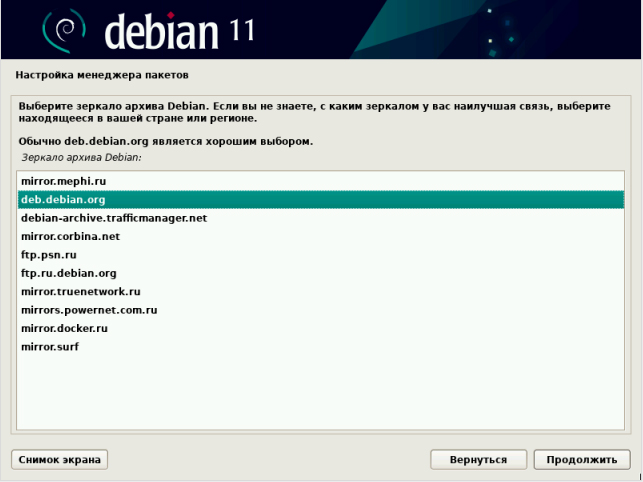 debian 11
Настройка менеджера пакетов
Выберите зеркало архива Debian. Если вы не знаете, с каким зеркалом у вас наилучшая связь, выберите
находящееся в вашей стране или регионе.
Обычно deb.debian.org является хорошим выбором.
Зеркало архива Debian:
mirror.mephi.ru
deb.debian.org
debian-archive.trafficmanager.net
mirror.corbina.net
ftp.psn.ru
ftp.ru.debian.org
mirror.truenetwork.ru
mirrors.powernet.com.ru
mirror.docker.ru
mirror.surf
Снимок экрана
Вернуться
Продолжить